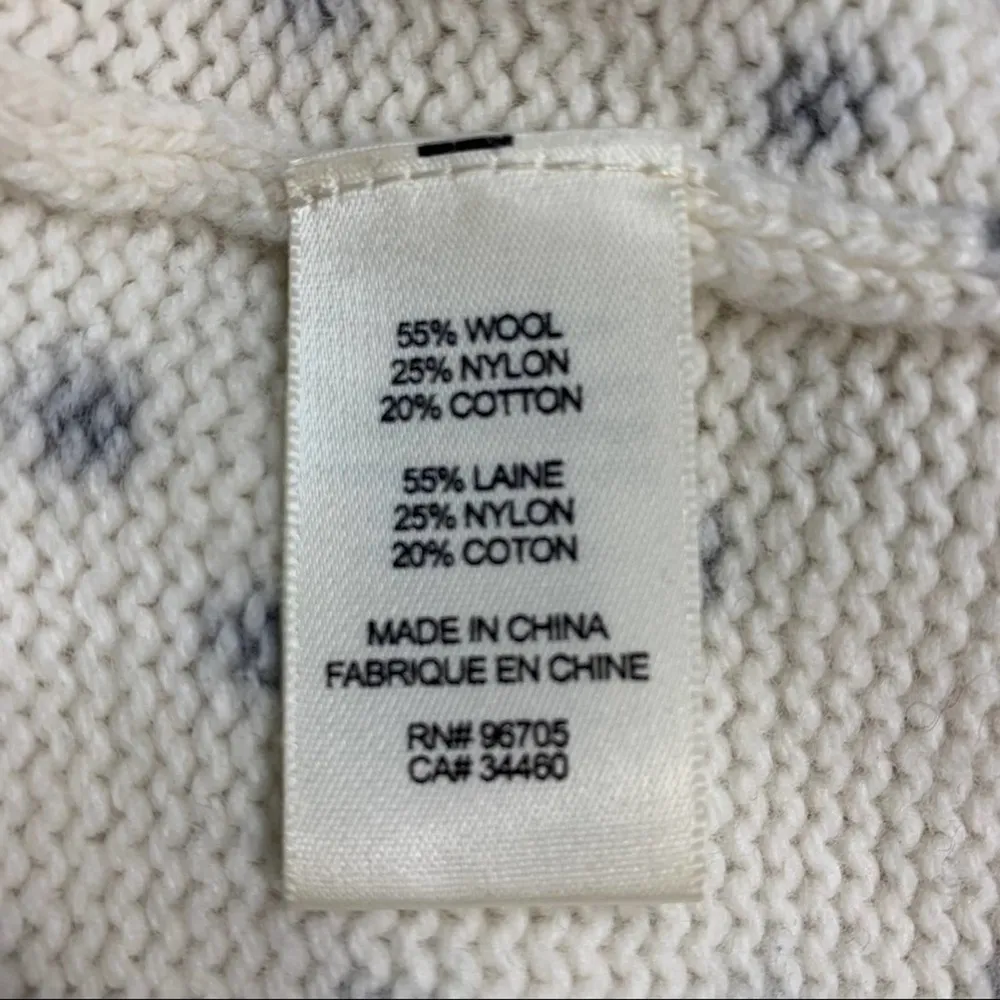 55% WOOL
25% NYLON
20% COTTON
55% LAINE
25% NYLON
20% COTON
MADE IN CHINA
FABRIQUE EN CHINE
RN# 96705
CA# 34460